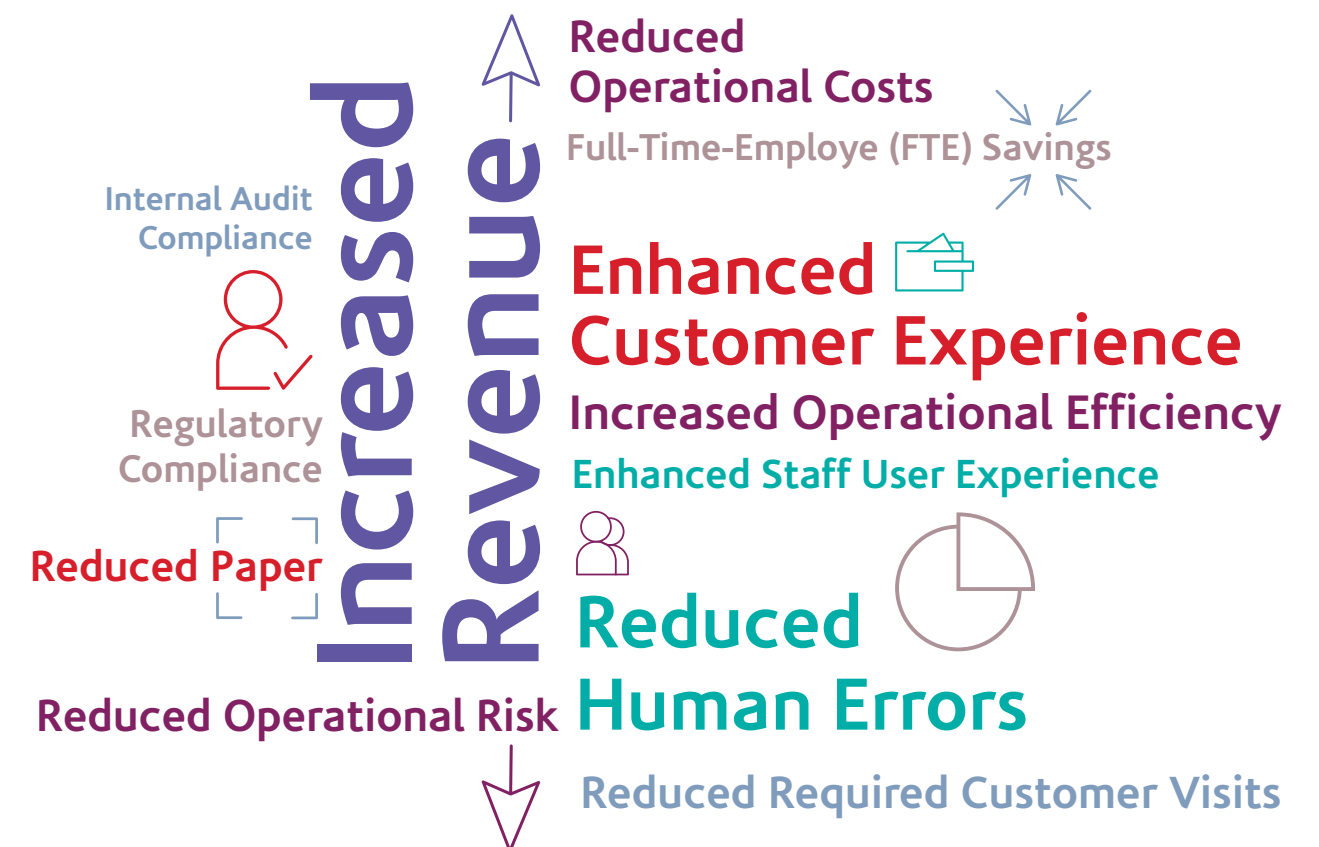 Reduced
Operational Costs
Full-Time-Employe (FTE) Savings
Internal Audit
Compliance
Increased
Revenue
Enhanced
Customer Experience
Regulatory
Compliance
Increased Operational Efficiency
Enhanced Staff User Experience
Reduced Paper
Reduced
Human Errors
Reduced Operational Risk
Reduced Required Customer Visits